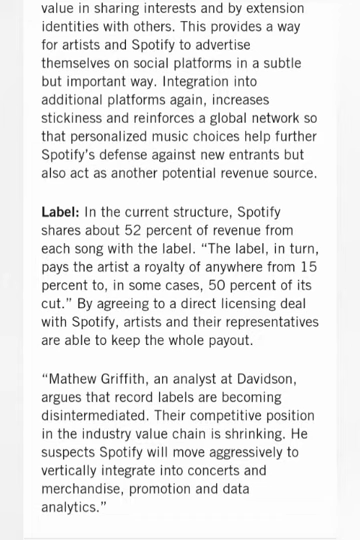 value in sharing interests and by extension
identities with others. This provides a way
for artists and Spotify to advertise
themselves on social platforms in a subtle
but important way. Integration into
additional platforms again, increases
stickiness and reinforces a global network so
that personalized music choices help further
Spotify's defense against new entrants but
also act as another potential revenue source.
Label: In the current structure, Spotify
shares about 52 percent of revenue from
each song with the label. “The label, in turn,
pays the artist a royalty of anywhere from 15
percent to, in some cases, 50 percent of its
cut.” By agreeing to a direct licensing deal
with Spotify, artists and their representatives
are able to keep the whole payout.
“Mathew Griffith, an analyst at Davidson,
argues that record labels are becoming
disintermediated. Their competitive position
in the industry value chain is shrinking. He
suspects Spotify will move aggressively to
vertically integrate into concerts and
merchandise, promotion and data
analytics.”